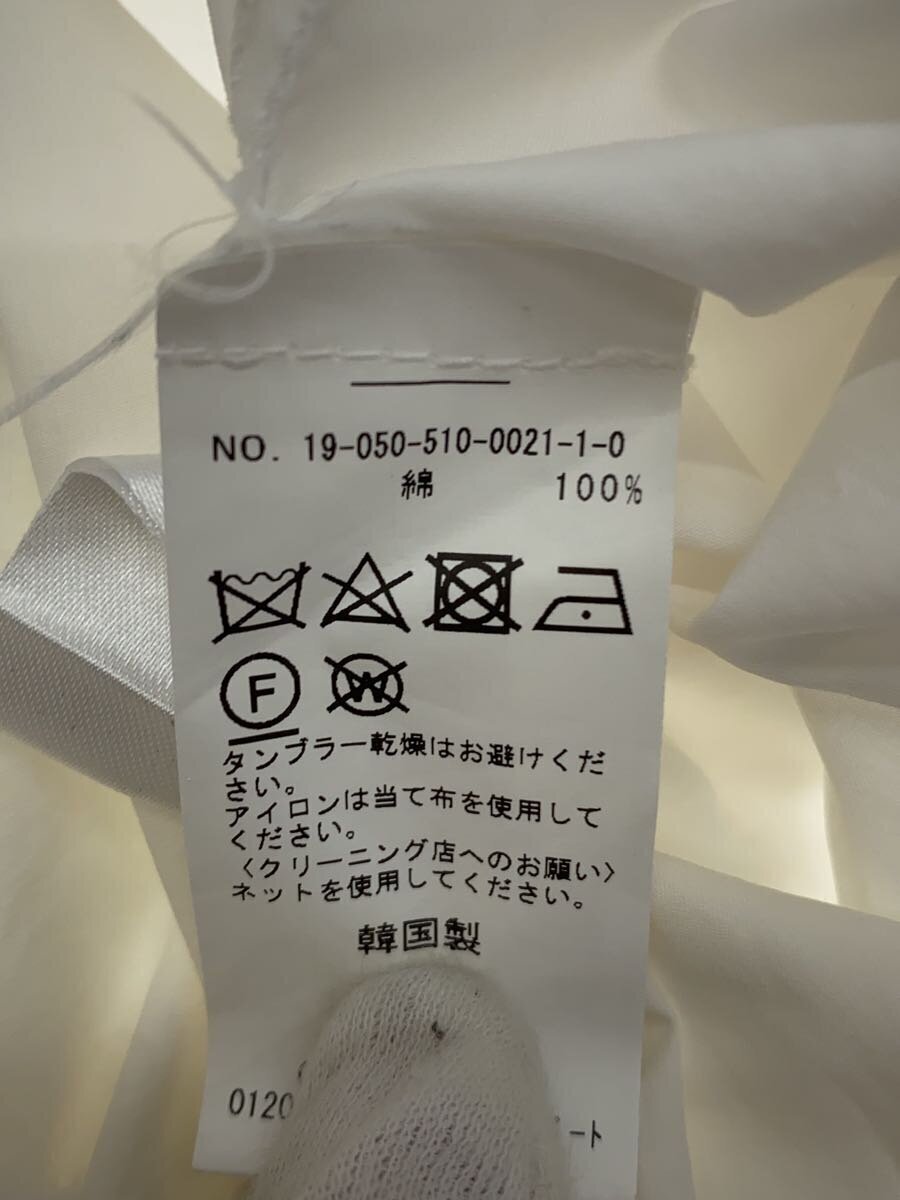 NO. 19-050-510-0021-1-0
綿 100%
F
W
タンブラー乾燥はお避けくだ
さい。
アイロンは当て布を使用して
ください。
〈クリーニング店へのお願い〉
ネットを使用してください。
韓国製
0120
ート